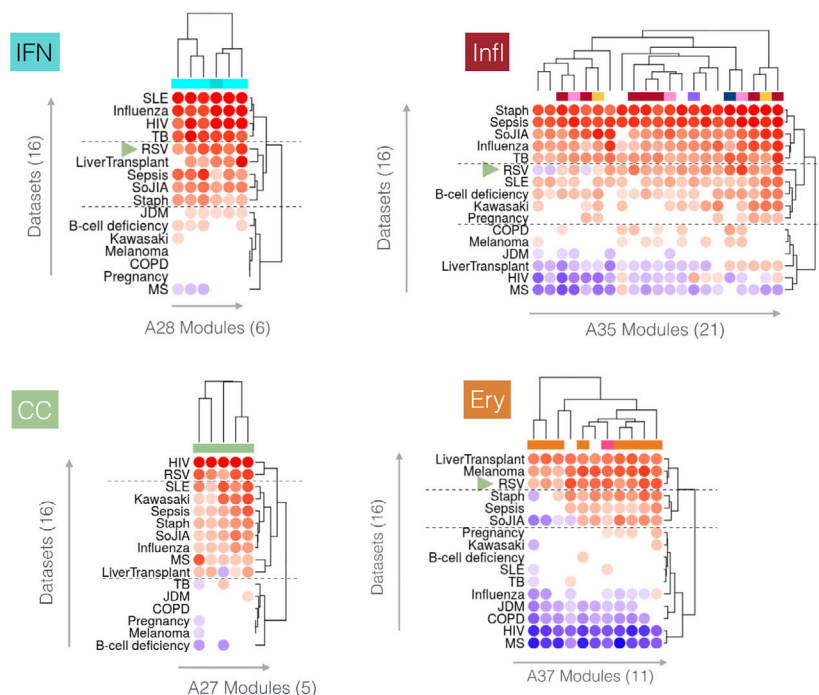 IFN
SLE
Influenza
HIV
TB
RSV
LiverTransplant
Sepsis
SoJIA
Staph
JDM
B-cell deficiency
Kawasaki
Melanoma
COPD
Pregnancy
MS
Datasets (16)
A28 Modules (6)
Infl
Staph
Sepsis
SoJIA
Influenza
TB
RSV
SLE
B-cell deficiency
Kawasaki
Pregnancy
COPD
Melanoma
JDM
LiverTransplant
HIV
MS
Datasets (16)
A35 Modules (21)
CC
HIV
RSV
SLE
Kawasaki
Sepsis
Staph
SoJIA
Influenza
MS
LiverTransplant
TB
JDM
COPD
Pregnancy
Melanoma
B-cell deficiency
Datasets (16)
A27 Modules (5)
Ery
LiverTransplant
Melanoma
RSV
Staph
Sepsis
SoJIA
Pregnancy
Kawasaki
B-cell deficiency
SLE
TB
Influenza
JDM
COPD
HIV
MS
Datasets (16)
A37 Modules (11)